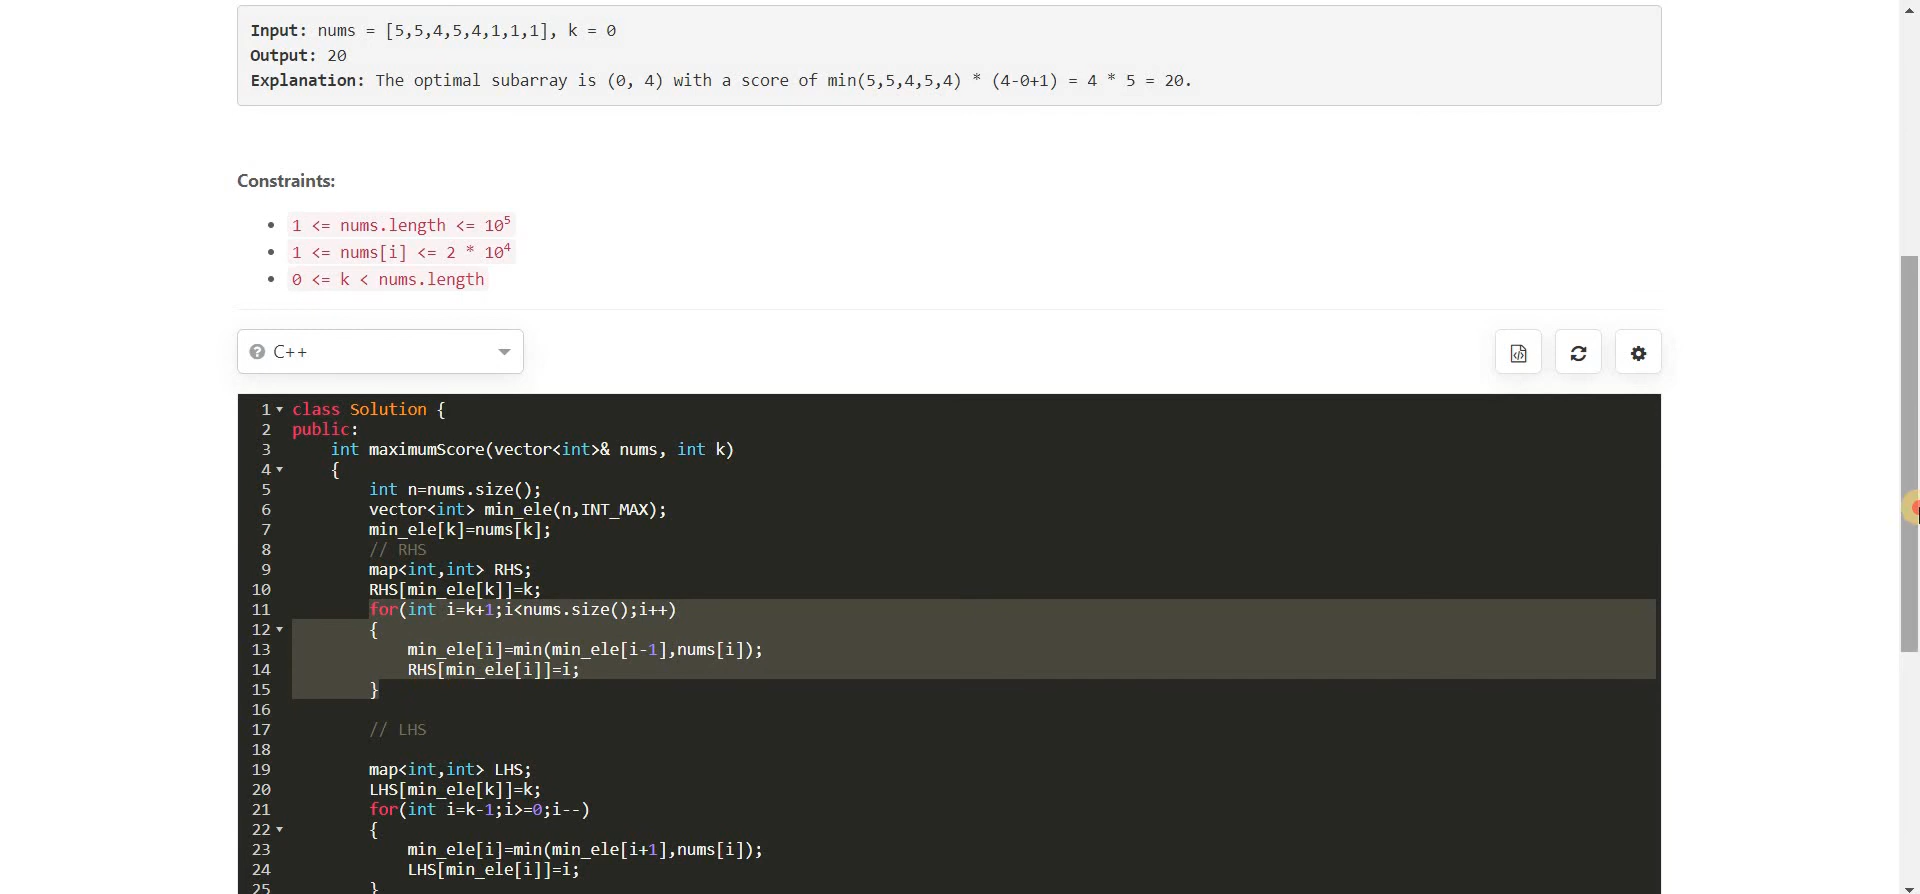 Input: nums = [5,5,4,5,4,1,1,1], k = 0
Output: 20
Explanation: The optimal subarray is (0, 4) with a score of min(5,5,4,5,4) * (4-0+1) = 4 * 5 = 20.
Constraints:
1 <= nums.length <= 10⁵
1 <= nums[i] <= 2 * 10⁴
0 <= k < nums.length
C++
1 class Solution {
2 public:
3     int maximumScore(vector<int>& nums, int k)
4     {
5         int n=nums.size();
6         vector<int> min_ele(n,INT_MAX);
7         min_ele[k]=nums[k];
8         // RHS
9         map<int,int> RHS;
10         RHS[min_ele[k]]=k;
11         for(int i=k+1;i<nums.size();i++)
12         {
13             min_ele[i]=min(min_ele[i-1],nums[i]);
14             RHS[min_ele[i]]=i;
15         }
16
17         // LHS
18
19         map<int,int> LHS;
20         LHS[min_ele[k]]=k;
21         for(int i=k-1;i>=0;i--)
22         {
23             min_ele[i]=min(min_ele[i+1],nums[i]);
24             LHS[min_ele[i]]=i;
25         }